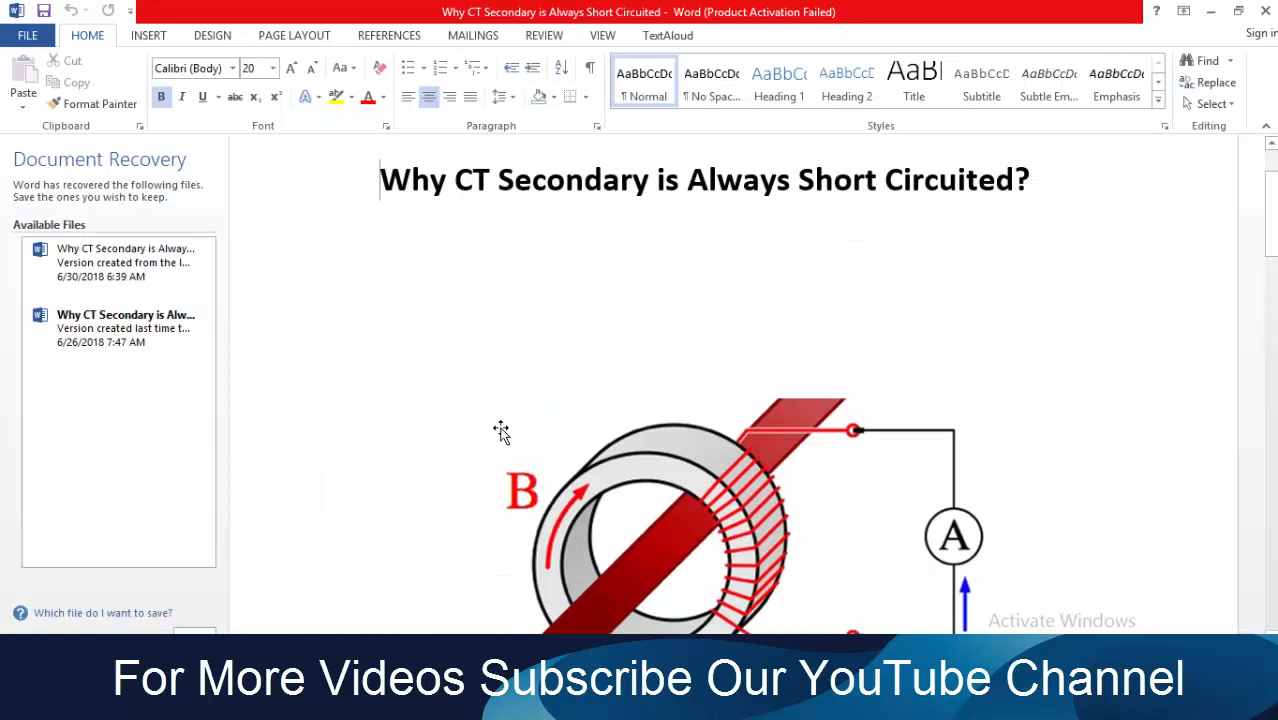 Why CT Secondary is Always Short Circuited - Word (Product Activation Failed)
FILE HOME INSERT DESIGN PAGE LAYOUT REFERENCES MAILINGS REVIEW VIEW TextAloud Sign in
Cut
Copy
Format Painter
Paste
Clipboard
Calibri (Body) 20
Font
Paragraph
AaBbCcDc AaBbCcDc AaBbCc AaBbCcC AaBI AaBbCcD AaBbCcDc AaBbCcDc
¶ Normal ¶ No Spac... Heading 1 Heading 2 Title Subtitle Subtle Em... Emphasis
Styles
Find
Replace
Select
Editing
Document Recovery
Word has recovered the following files.
Save the ones you wish to keep.
Available Files
Why CT Secondary is Alway...
Version created from the l...
6/30/2018 6:39 AM
Why CT Secondary is Alw...
Version created last time t...
6/26/2018 7:47 AM
Which file do I want to save?
Why CT Secondary is Always Short Circuited?
B
A
Activate Windows
For More Videos Subscribe Our YouTube Channel